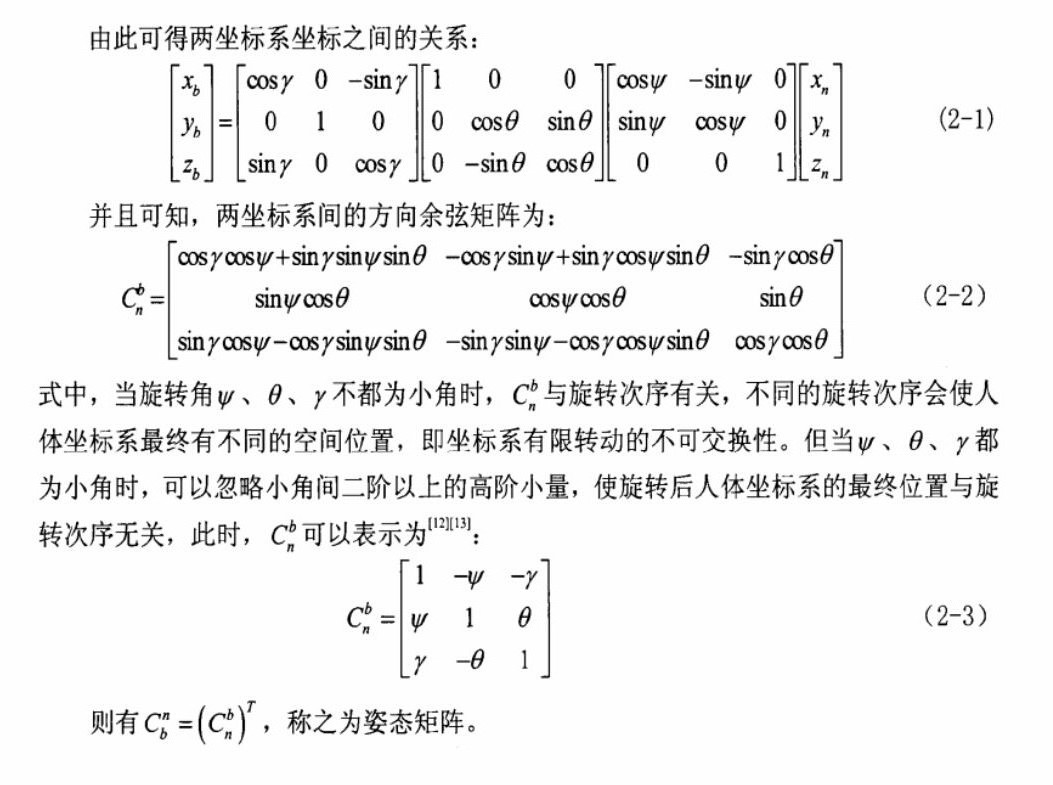 由此可得两坐标系坐标之间的关系：
\begin{bmatrix} x_b \\ y_b \\ z_b \end{bmatrix} = \begin{bmatrix} \cos\gamma & 0 & -\sin\gamma \\ 0 & 1 & 0 \\ \sin\gamma & 0 & \cos\gamma \end{bmatrix} \begin{bmatrix} 1 & 0 & 0 \\ 0 & \cos\theta & \sin\theta \\ 0 & -\sin\theta & \cos\theta \end{bmatrix} \begin{bmatrix} \cos\psi & -\sin\psi & 0 \\ \sin\psi & \cos\psi & 0 \\ 0 & 0 & 1 \end{bmatrix} \begin{bmatrix} x_n \\ y_n \\ z_n \end{bmatrix} (2-1)
并且可知，两坐标系间的方向余弦矩阵为：
C_n^b = \begin{bmatrix} \cos\gamma\cos\psi+\sin\gamma\sin\psi\sin\theta & -\cos\gamma\sin\psi+\sin\gamma\cos\psi\sin\theta & -\sin\gamma\cos\theta \\ \sin\psi\cos\theta & \cos\psi\cos\theta & \sin\theta \\ \sin\gamma\cos\psi-\cos\gamma\sin\psi\sin\theta & -\sin\gamma\sin\psi-\cos\gamma\cos\psi\sin\theta & \cos\gamma\cos\theta \end{bmatrix} （2-2）
式中，当旋转角ψ、θ、γ不都为小角时，C_n^b与旋转次序有关，不同的旋转次序会使人
体坐标系最终有不同的空间位置，即坐标系有限转动的不可交换性。但当ψ、θ、γ都
为小角时，可以忽略小角间二阶以上的高阶小量，使旋转后人体坐标系的最终位置与旋
转次序无关，此时，C_n^b可以表示为^{[12][13]}：
C_n^b = \begin{bmatrix} 1 & -\psi & -\gamma \\ \psi & 1 & \theta \\ \gamma & -\theta & 1 \end{bmatrix} （2-3）
则有 C_b^n = (C_n^b)^T，称之为姿态矩阵。